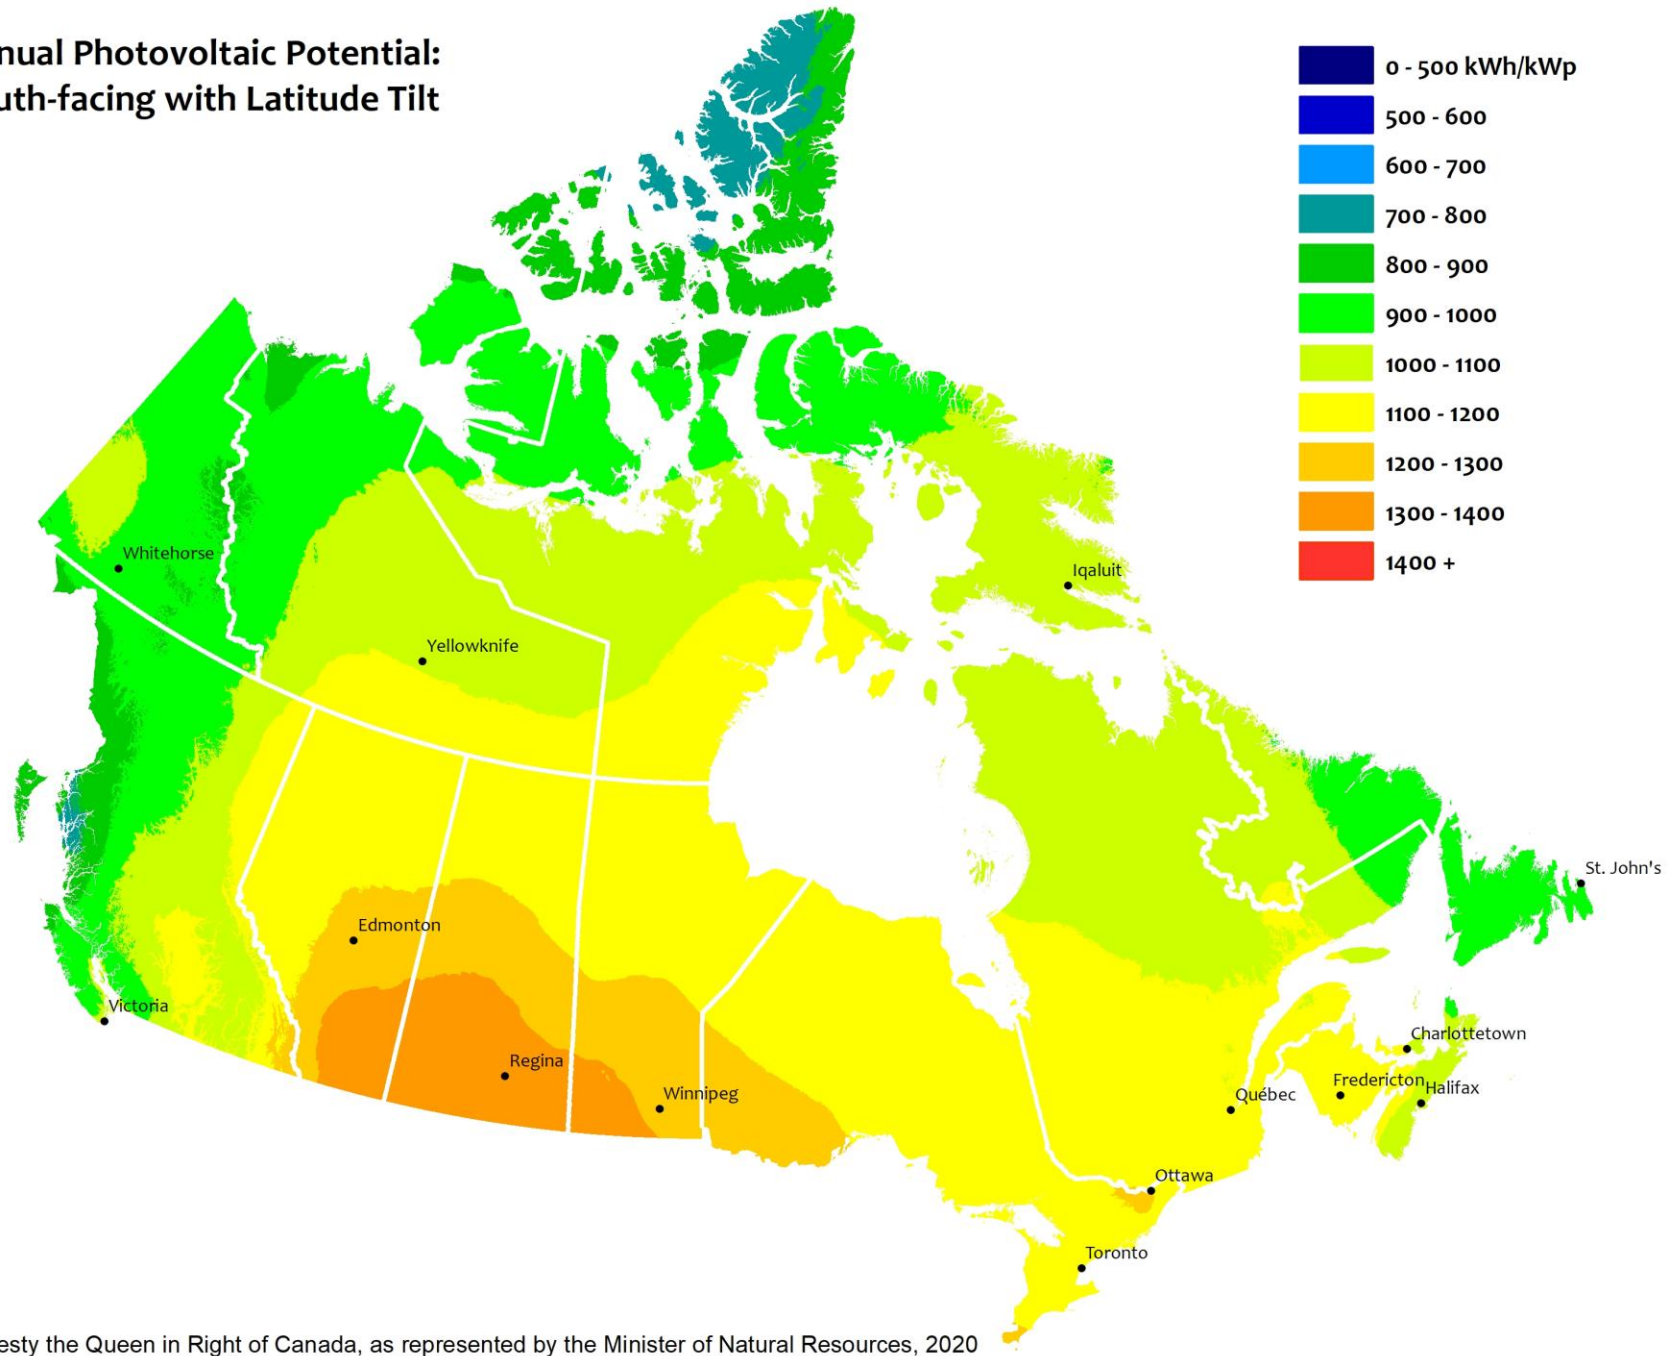 nual Photovoltaic Potential:
uth-facing with Latitude Tilt
0 - 500 kWh/kWp
500 - 600
600 - 700
700 - 800
800 - 900
900 - 1000
1000 - 1100
1100 - 1200
1200 - 1300
1300 - 1400
1400 +
Whitehorse
Iqaluit
Yellowknife
St. John's
Edmonton
Victoria
Charlottetown
Regina
Fredericton
Halifax
Winnipeg
Québec
Ottawa
Toronto
esty the Queen in Right of Canada, as represented by the Minister of Natural Resources, 2020